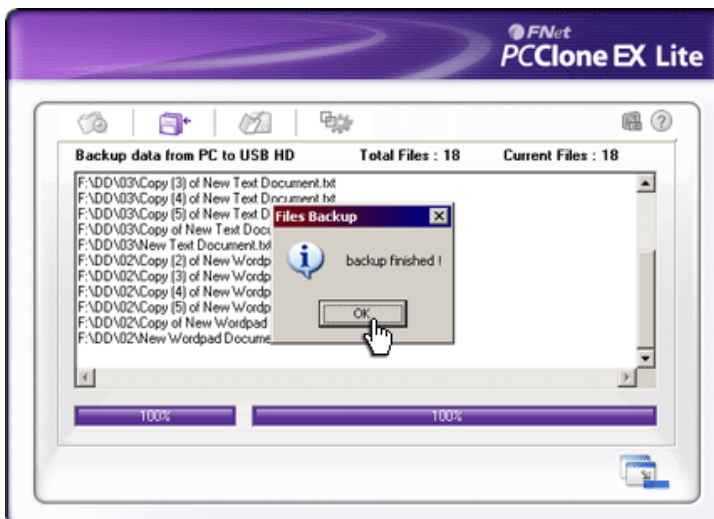 FNet
PCClone EX Lite
Backup data from PC to USB HD Total Files : 18 Current Files : 18
F:\DD\03\Copy (3) of New Text Document.txt
F:\DD\03\Copy (4) of New Text Document.txt
F:\DD\03\Copy (5) of New Text D
F:\DD\03\Copy of New Text Docu
F:\DD\03\New Text Document.txt
F:\DD\02\Copy (2) of New Wordp
F:\DD\02\Copy (3) of New Wordp
F:\DD\02\Copy (4) of New Wordp
F:\DD\02\Copy (5) of New Wordp
F:\DD\02\Copy of New Wordpad
F:\DD\02\New Wordpad Docume
Files Backup
backup finished !
OK
100% 100%